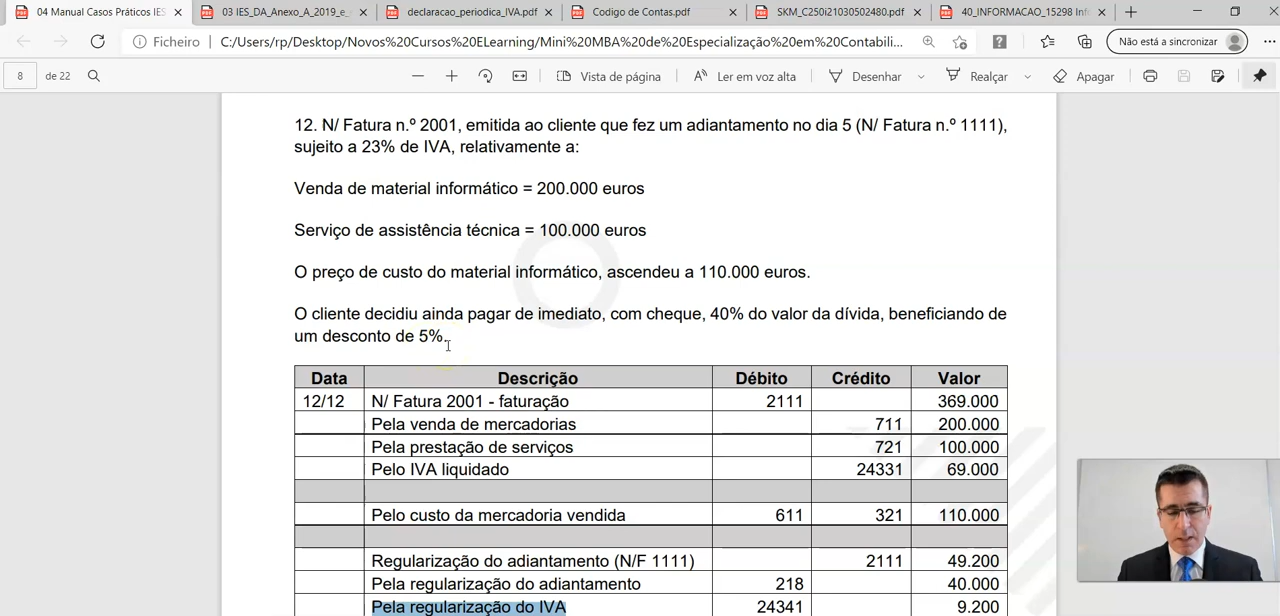 04 Manual Casos Práticos IES
03 IES_DA_Anexo_A_2019_e_
declaracao_periodica_IVA.pdf
Codigo de Contas.pdf
SKM_C250i21030502480.pdf
40_INFORMACAO_15298 Inf
Ficheiro
C:/Users/rp/Desktop/Novos%20Cursos%20ELearning/Mini%20MBA%20de%20Especialização%20em%20Contabili...
Não está a sincronizar
8 de 22
Vista de página
Ler em voz alta
Desenhar
Realçar
Apagar
12. N/ Fatura n.º 2001, emitida ao cliente que fez um adiantamento no dia 5 (N/ Fatura n.º 1111),
sujeito a 23% de IVA, relativamente a:
Venda de material informático = 200.000 euros
Serviço de assistência técnica = 100.000 euros
O preço de custo do material informático, ascendeu a 110.000 euros.
O cliente decidiu ainda pagar de imediato, com cheque, 40% do valor da dívida, beneficiando de
um desconto de 5%.
Data Descrição Débito Crédito Valor
12/12 N/ Fatura 2001 - faturação 2111 369.000
Pela venda de mercadorias 711 200.000
Pela prestação de serviços 721 100.000
Pelo IVA liquidado 24331 69.000
Pelo custo da mercadoria vendida 611 321 110.000
Regularização do adiantamento (N/F 1111) 2111 49.200
Pela regularização do adiantamento 218 40.000
Pela regularização do IVA 24341 9.200